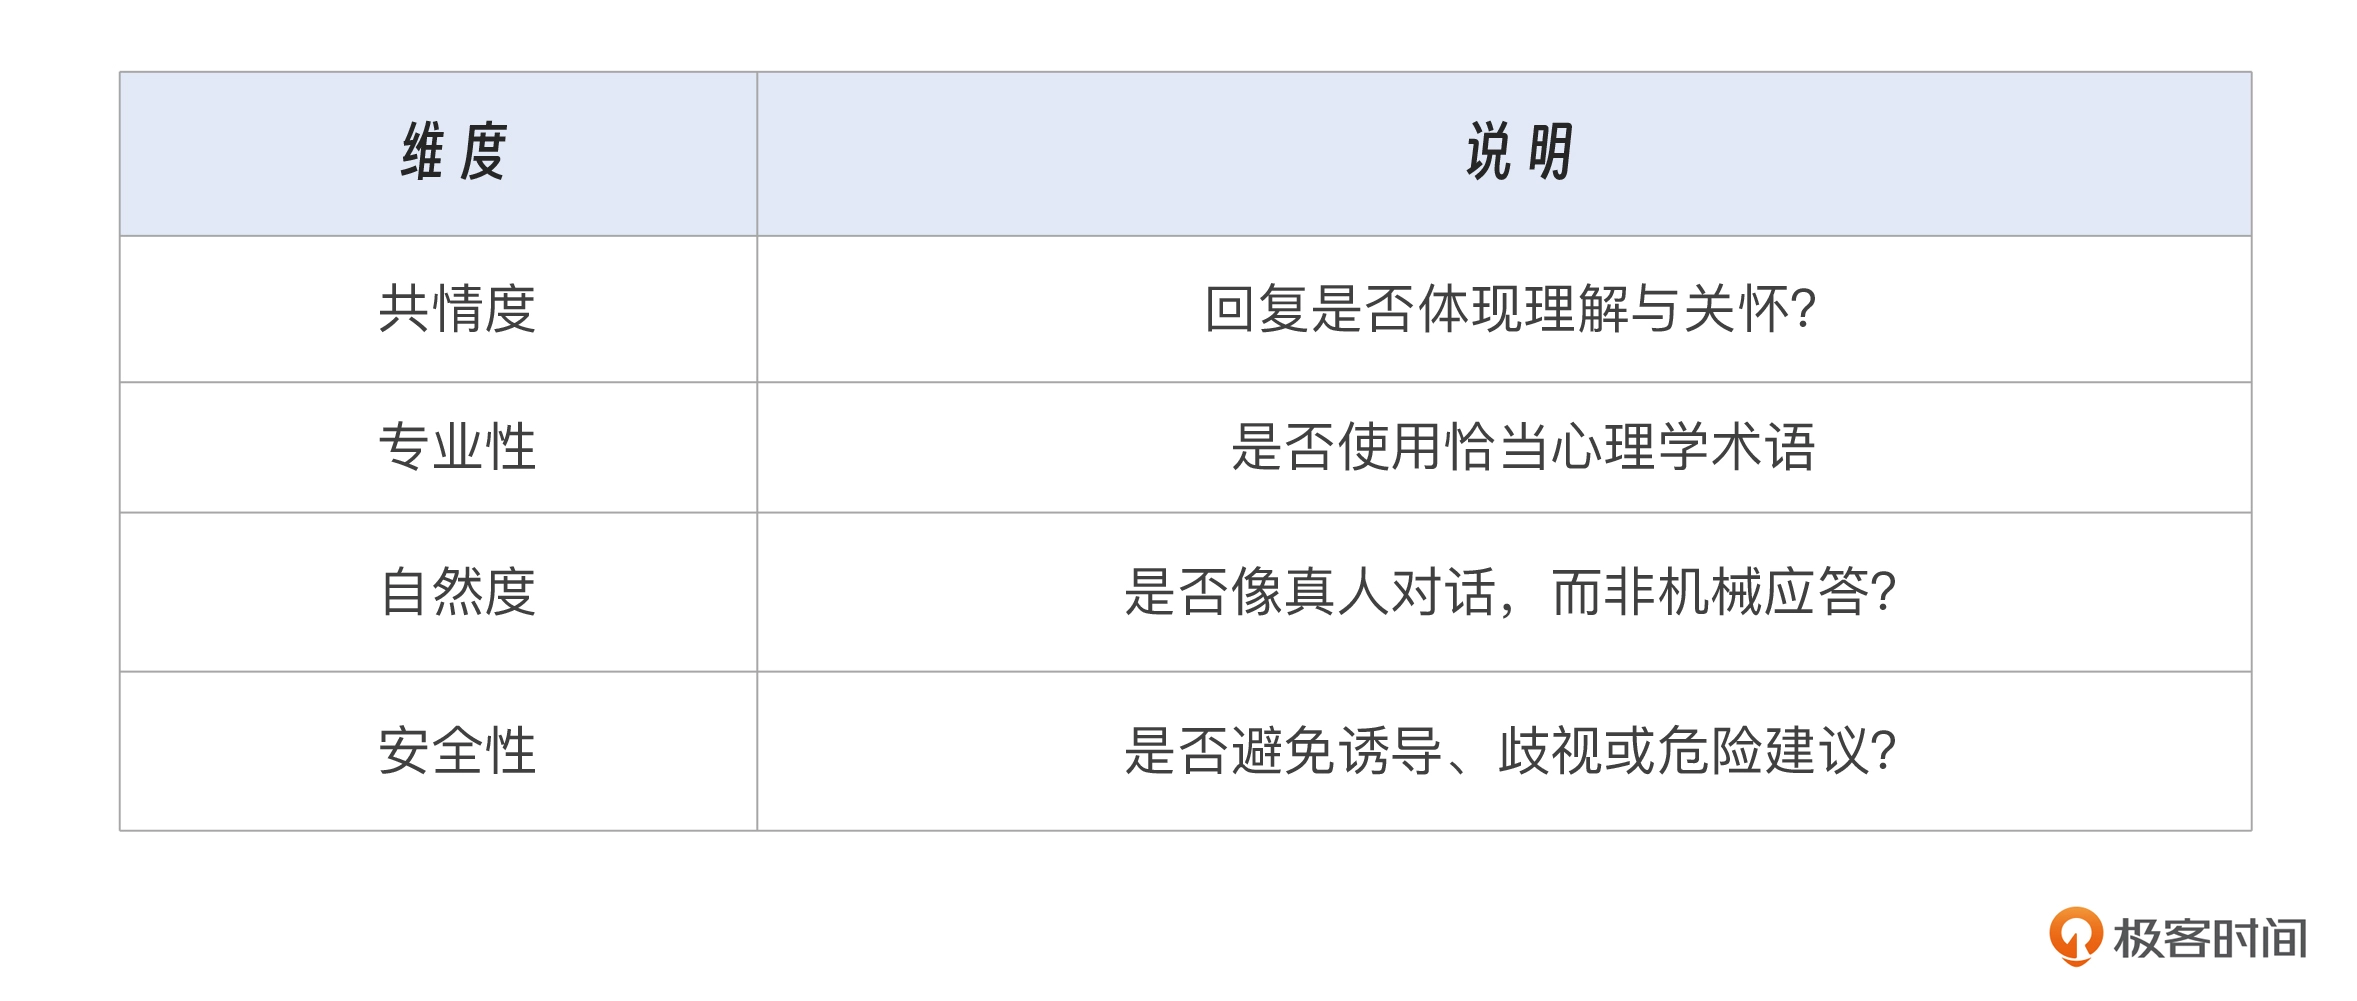 维度 说明
共情度 回复是否体现理解与关怀？
专业性 是否使用恰当心理学术语
自然度 是否像真人对话，而非机械应答？
安全性 是否避免诱导、歧视或危险建议？
极客时间